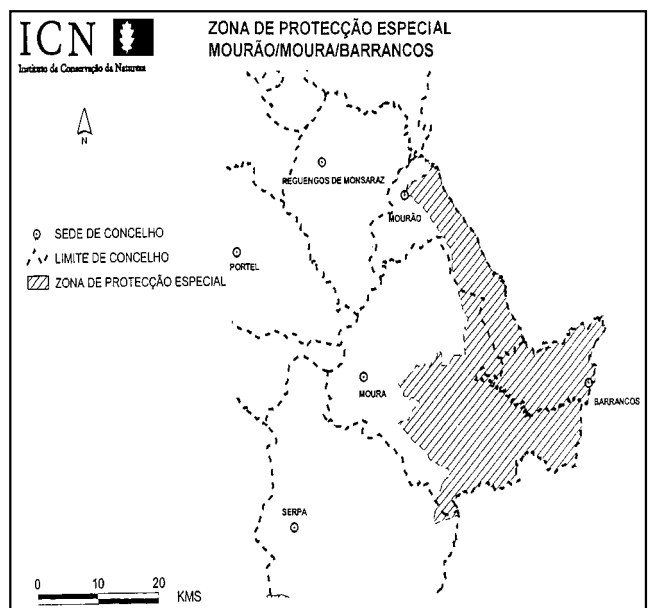 ICN
Instituto da Conservação da Natureza
ZONA DE PROTECÇÃO ESPECIAL
MOURÃO/MOURA/BARRANCOS
N
REGUENGOS DE MONSARAZ
MOURÃO
SEDE DE CONCELHO
LIMITE DE CONCELHO
PORTEL
ZONA DE PROTECÇÃO ESPECIAL
MOURA
BARRANCOS
SERPA
0 10 20
KMS